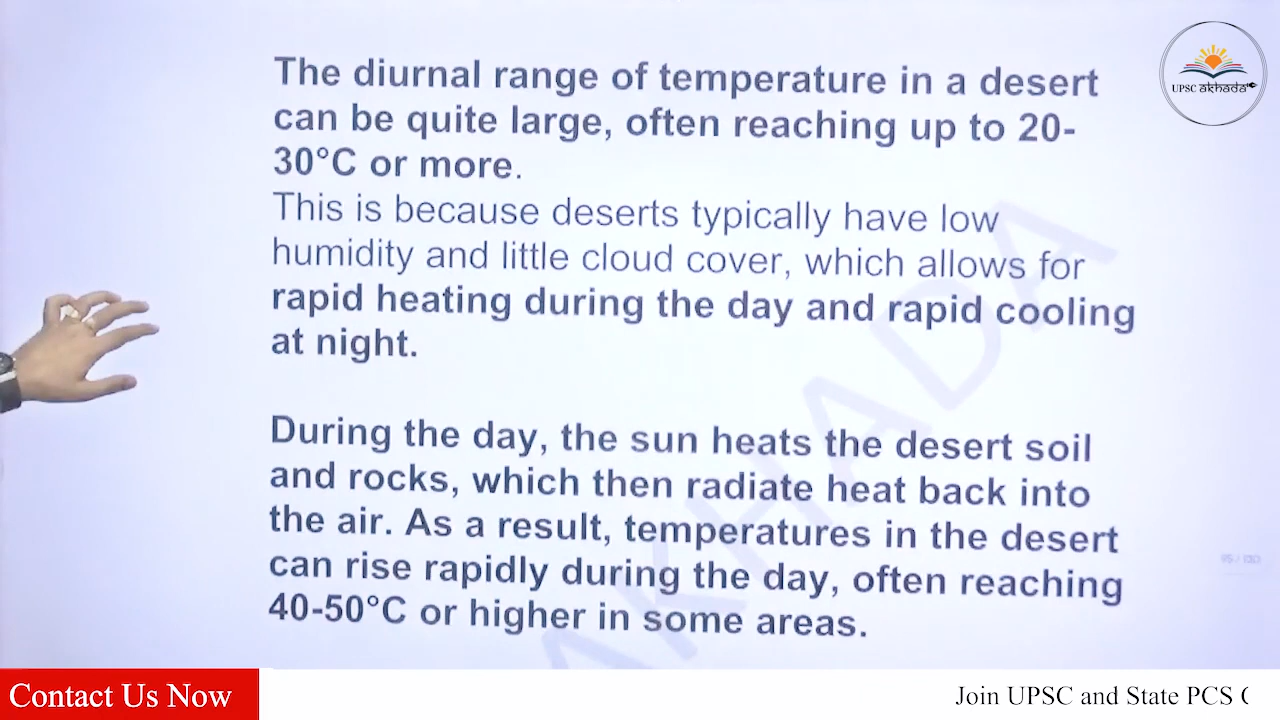 The diurnal range of temperature in a desert
can be quite large, often reaching up to 20-
30°C or more.
This is because deserts typically have low
humidity and little cloud cover, which allows for
rapid heating during the day and rapid cooling
at night.
During the day, the sun heats the desert soil
and rocks, which then radiate heat back into
the air. As a result, temperatures in the desert
can rise rapidly during the day, often reaching
40-50°C or higher in some areas.
AKHADA
UPSC akhada
Contact Us Now
Join UPSC and State PCS